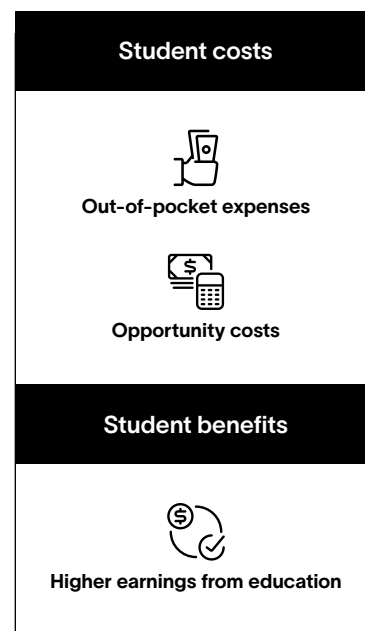 Student costs
Out-of-pocket expenses
$
Opportunity costs
Student benefits
$
Higher earnings from education